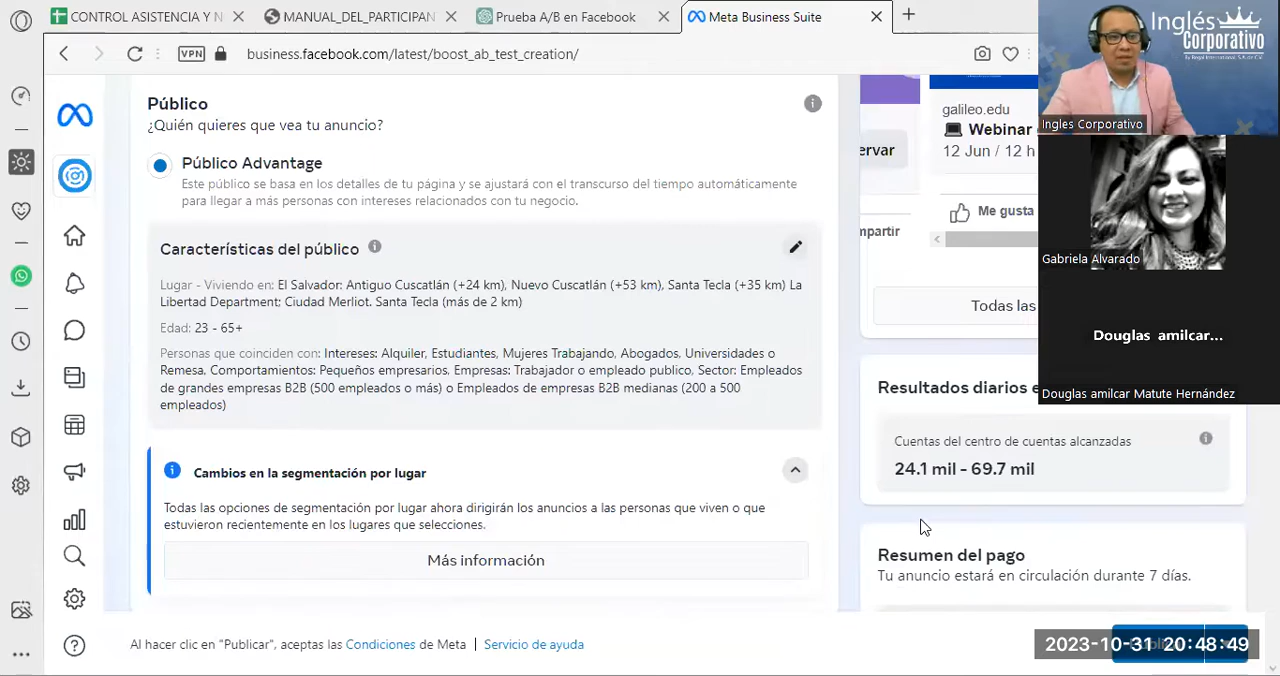 CONTROL ASISTENCIA Y N
MANUAL_DEL_PARTICIPAN
Prueba A/B en Facebook
Meta Business Suite
VPN
business.facebook.com/latest/boost_ab_test_creation/
Público
¿Quién quieres que vea tu anuncio?
Público Advantage
Este público se basa en los detalles de tu página y se ajustará con el transcurso del tiempo automáticamente
para llegar a más personas con intereses relacionados con tu negocio.
Características del público
Lugar - Viviendo en: El Salvador: Antiguo Cuscatlán (+24 km), Nuevo Cuscatlán (+53 km), Santa Tecla (+35 km) La
Libertad Department: Ciudad Merliot. Santa Tecla (más de 2 km)
Edad: 23 - 65+
Personas que coinciden con: Intereses: Alquiler, Estudiantes, Mujeres Trabajando, Abogados, Universidades o
Remesa, Comportamientos: Pequeños empresarios, Empresas: Trabajador o empleado publico, Sector: Empleados
de grandes empresas B2B (500 empleados o más) o Empleados de empresas B2B medianas (200 a 500
empleados)
Cambios en la segmentación por lugar
Todas las opciones de segmentación por lugar ahora dirigirán los anuncios a las personas que viven o que
estuvieron recientemente en los lugares que selecciones.
Más información
Al hacer clic en "Publicar", aceptas las Condiciones de Meta | Servicio de ayuda
ervar
mpartir
galileo.edu
Webinar
12 Jun / 12 h
Me gusta
Todas las
Resultados diarios e
Cuentas del centro de cuentas alcanzadas
24.1 mil - 69.7 mil
Resumen del pago
Tu anuncio estará en circulación durante 7 días.
Inglés
Corporativo
Ingles Corporativo
Gabriela Alvarado
Douglas amilcar...
Douglas amilcar Matute Hernández
2023-10-31 20:48:49